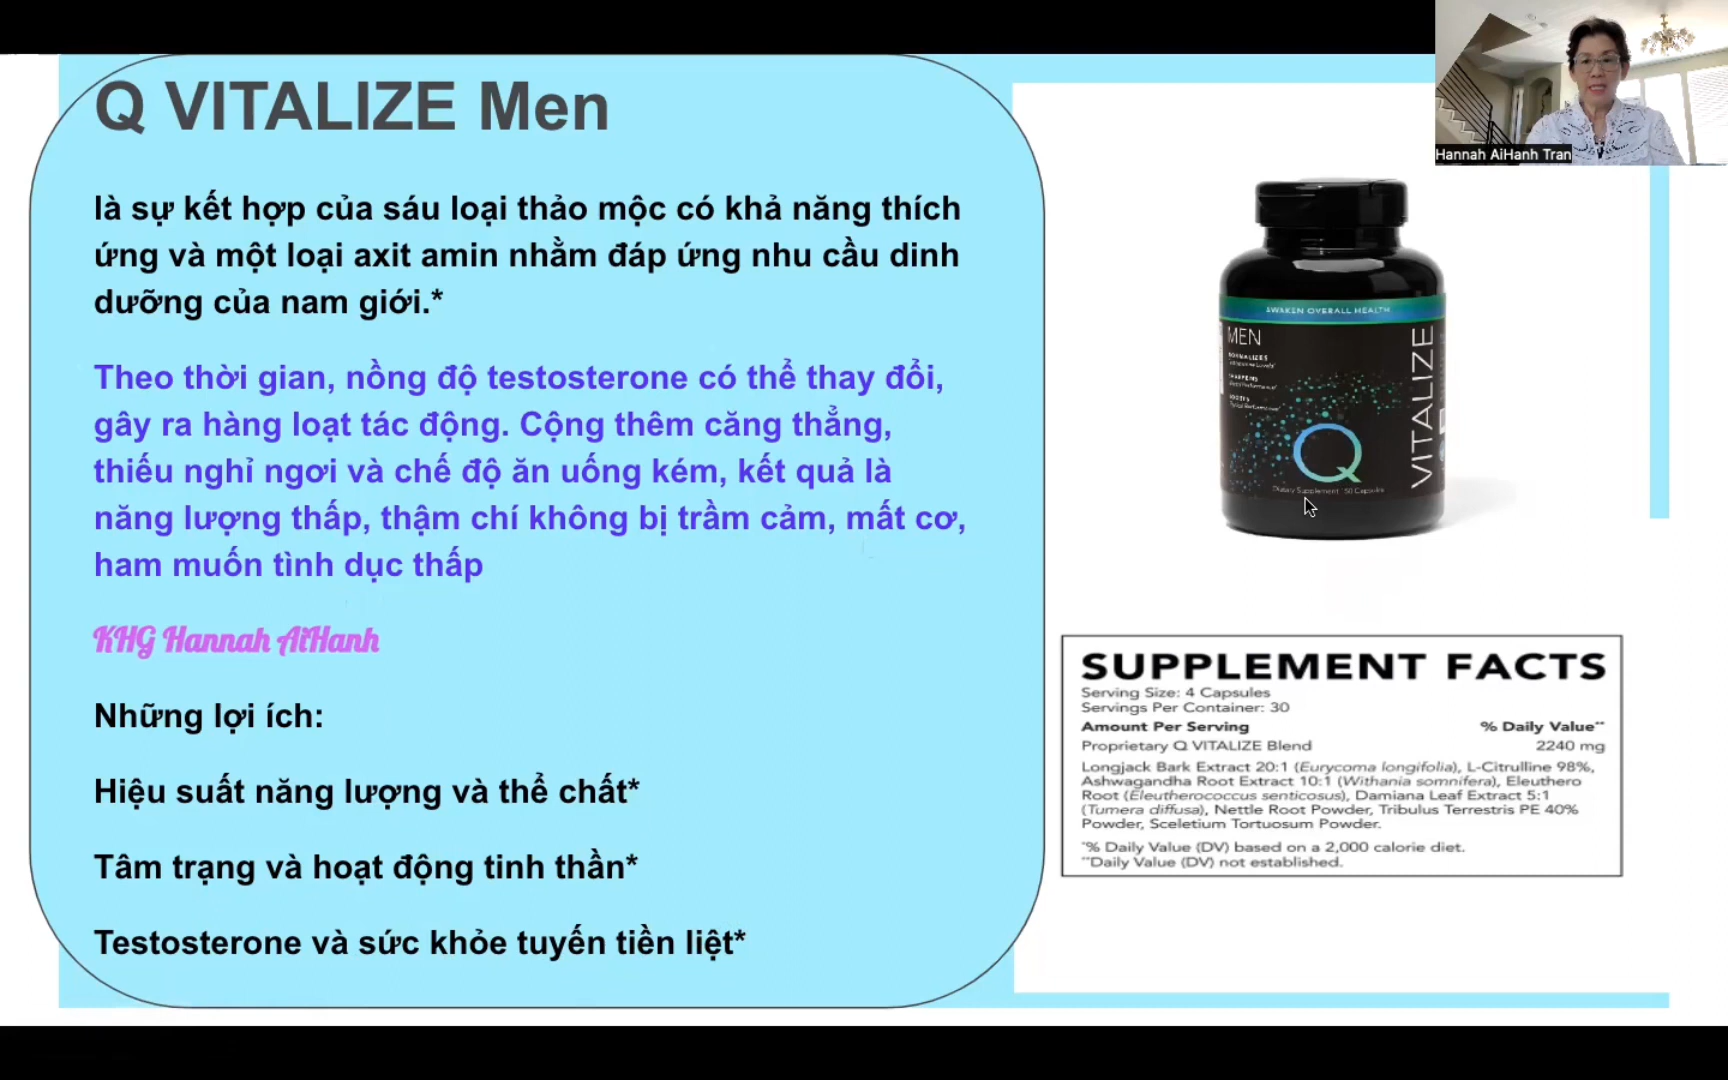 Q VITALIZE Men
là sự kết hợp của sáu loại thảo mộc có khả năng thích
ứng và một loại axit amin nhằm đáp ứng nhu cầu dinh
dưỡng của nam giới.*
Theo thời gian, nồng độ testosterone có thể thay đổi,
gây ra hàng loạt tác động. Cộng thêm căng thẳng,
thiếu nghỉ ngơi và chế độ ăn uống kém, kết quả là
năng lượng thấp, thậm chí không bị trầm cảm, mất cơ,
ham muốn tình dục thấp
KHG Hannah AiHanh
Những lợi ích:
Hiệu suất năng lượng và thể chất*
Tâm trạng và hoạt động tinh thần*
Testosterone và sức khỏe tuyến tiền liệt*
Hannah AiHanh Tran
AWAKEN OVERALL HEALTH
MEN
VITALIZE
Q
Dietary Supplement
Capsules
SUPPLEMENT FACTS
Serving Size: 4 Capsules
Servings Per Container: 30
Amount Per Serving % Daily Value**
Proprietary Q VITALIZE Blend 2240 mg
Longjack Bark Extract 20:1 (Eurycoma longifolia), L-Citrulline 98%,
Ashwagandha Root Extract 10:1 (Withania somnifera), Eleuthero
Root (Eleutherococcus senticosus), Damiana Leaf Extract 5:1
(Turnera diffusa), Nettle Root Powder, Tribulus Terrestris PE 40%
Powder, Sceletium Tortuosum Powder.
*% Daily Value (DV) based on a 2,000 calorie diet.
**Daily Value (DV) not established.